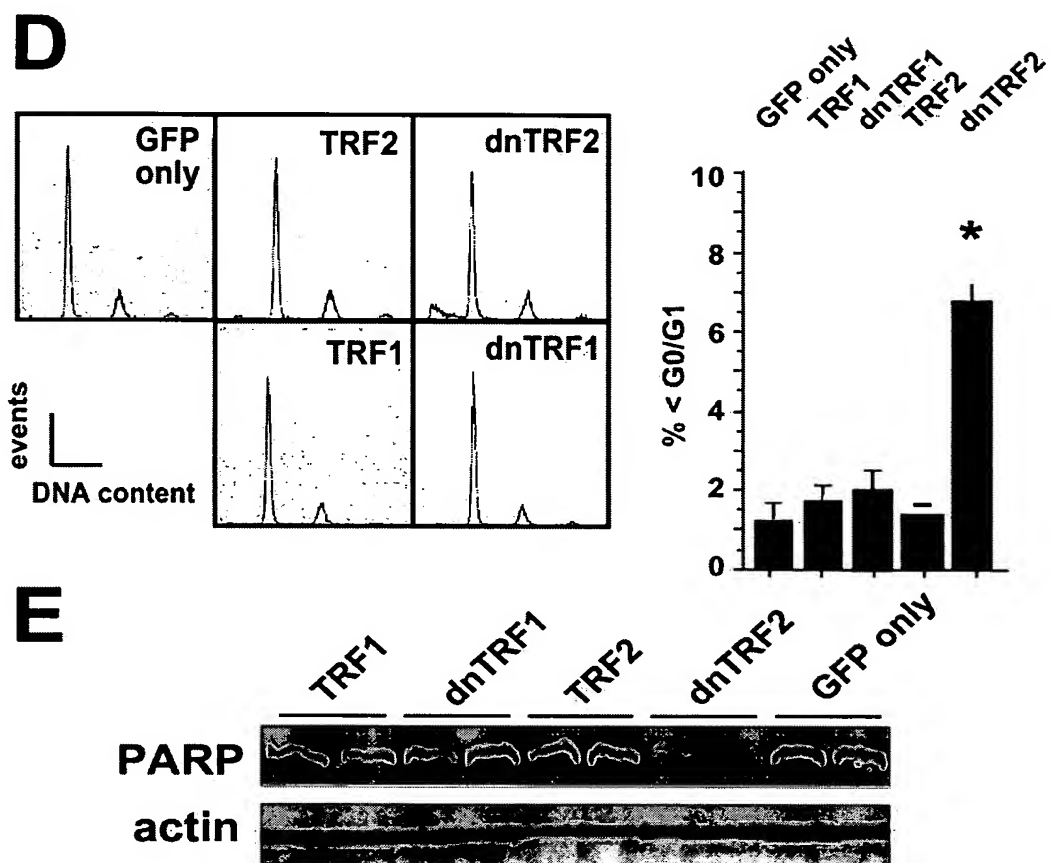 D
GFP only
TRF1
dnTRF1
TRF2
dnTRF2
GFP
only
TRF2
dnTRF2
TRF1
dnTRF1
events
DNA content
% < G0/G1
10
8
6
4
2
0
*
E
TRF1
dnTRF1
TRF2
dnTRF2
GFP only
PARP
actin